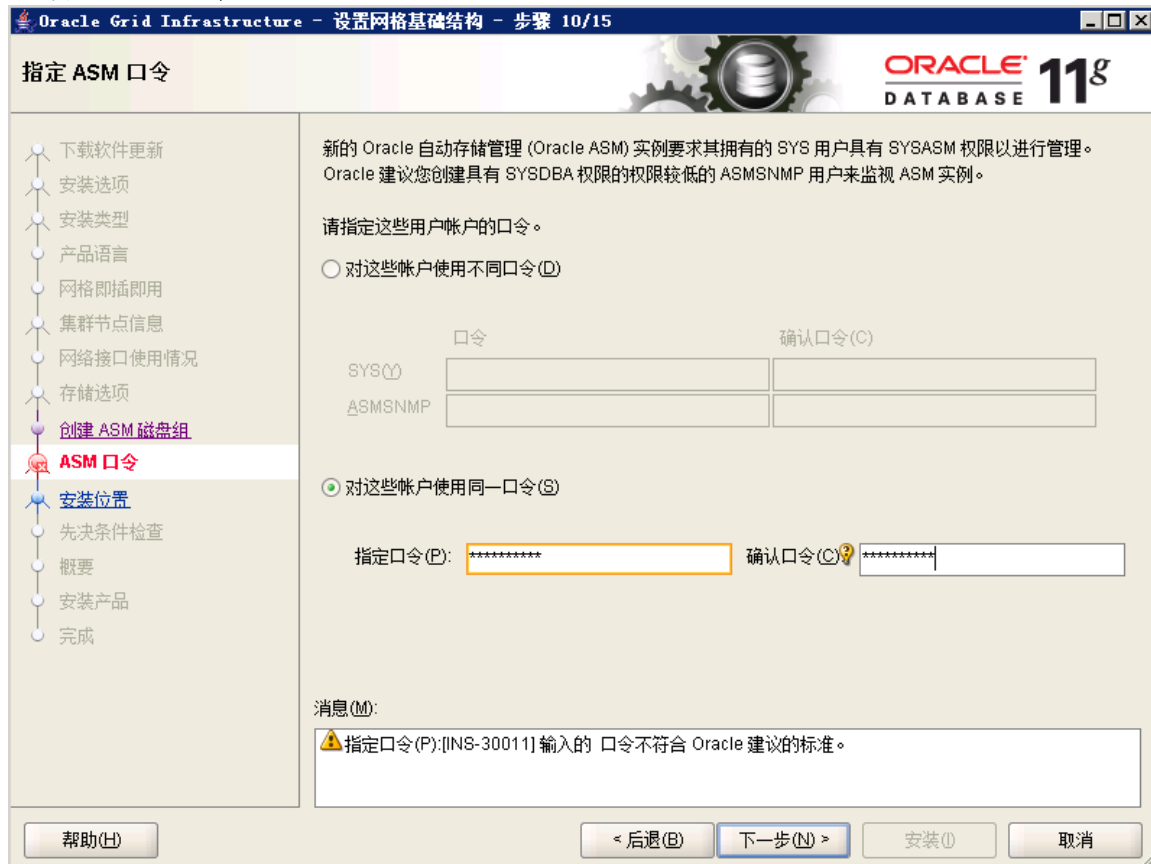 Oracle Grid Infrastructure - 设置网格基础结构 - 步骤 10/15
指定 ASM 口令
ORACLE
DATABASE
11g
下载软件更新
安装选项
安装类型
产品语言
网格即插即用
集群节点信息
网络接口使用情况
存储选项
创建 ASM 磁盘组
ASM 口令
安装位置
先决条件检查
概要
安装产品
完成
新的 Oracle 自动存储管理 (Oracle ASM) 实例要求其拥有的 SYS 用户具有 SYSASM 权限以进行管理。
Oracle 建议您创建具有 SYSDBA 权限的权限较低的 ASMSNMP 用户来监视 ASM 实例。
请指定这些用户帐户的口令。
对这些帐户使用不同口令(D)
口令 确认口令(C)
SYS(Y)
ASMSNMP
对这些帐户使用同一口令(S)
指定口令(P): ********** 确认口令(C) **********
消息(M):
指定口令(P):[INS-30011] 输入的 口令不符合 Oracle 建议的标准。
帮助(H) < 后退(B) 下一步(N) > 安装(I) 取消